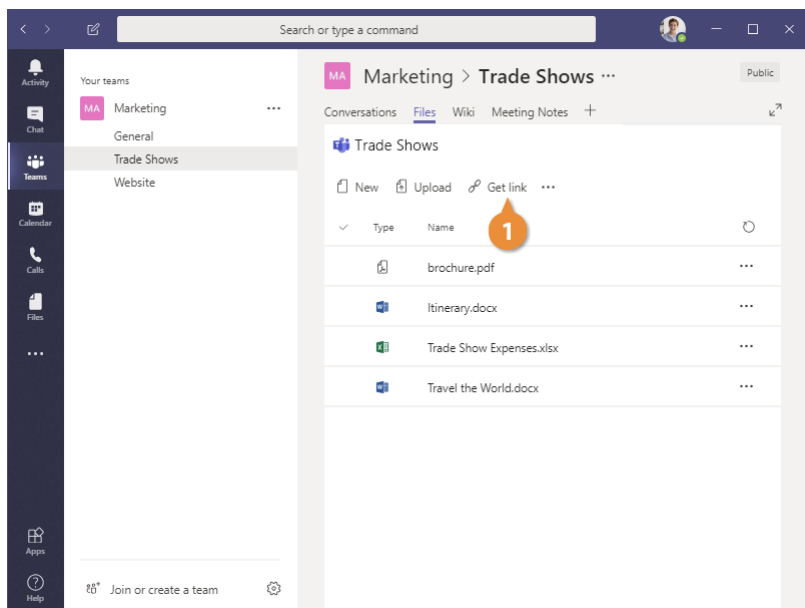 Search or type a command
Activity
Chat
Teams
Calendar
Calls
Files
Apps
Help
Your teams
MA Marketing ...
General
Trade Shows
Website
Join or create a team
MA Marketing > Trade Shows ...
Public
Conversations Files Wiki Meeting Notes +
Trade Shows
New Upload Get link ...
1
Type Name
brochure.pdf ...
Itinerary.docx ...
Trade Show Expenses.xlsx ...
Travel the World.docx ...